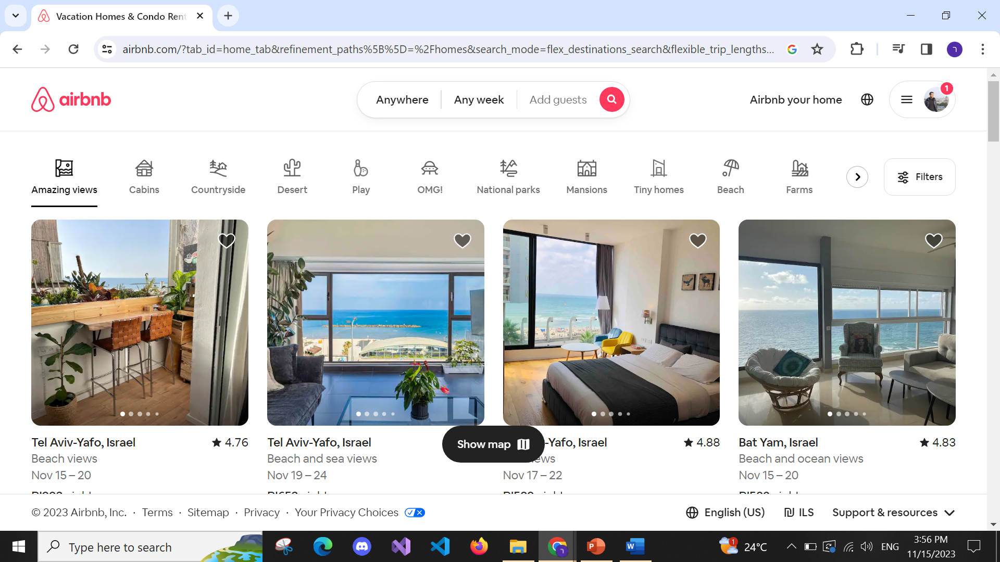 Vacation Homes & Condo Rent
airbnb.com/?tab_id=home_tab&refinement_paths%5B%5D=%2Fhomes&search_mode=flex_destinations_search&flexible_trip_lengths...
airbnb
Anywhere
Any week
Add guests
Airbnb your home
1
Amazing views
Cabins
Countryside
Desert
Play
OMG!
National parks
Mansions
Tiny homes
Beach
Farms
Filters
Tel Aviv-Yafo, Israel
4.76
Beach views
Nov 15 – 20
Tel Aviv-Yafo, Israel
Beach and sea views
Nov 19 – 24
-Yafo, Israel
4.88
Nov 17 – 22
Bat Yam, Israel
4.83
Beach and ocean views
Nov 15 – 20
Show map
© 2023 Airbnb, Inc. · Terms · Sitemap · Privacy · Your Privacy Choices
English (US)
₪ ILS
Support & resources
Type here to search
1
24°C
ENG
3:56 PM
11/15/2023